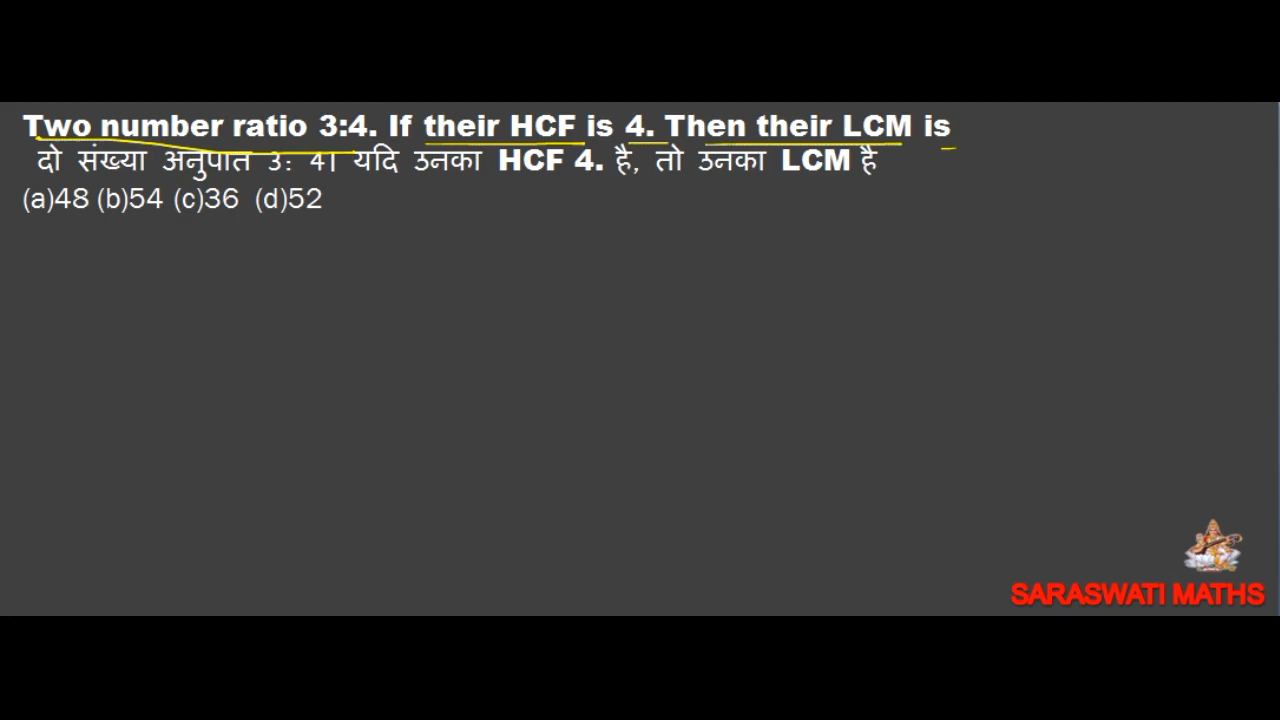 Two number ratio 3:4. If their HCF is 4. Then their LCM is
दो संख्या अनुपात 3: 4। यदि उनका HCF 4. है, तो उनका LCM है
(a)48 (b)54 (c)36 (d)52
SARASWATI MATHS